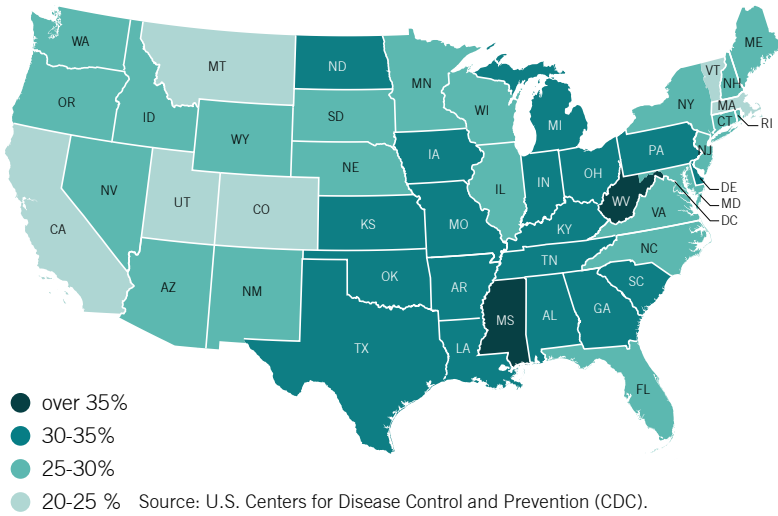 WA
MT
ND
MN
ME
VT
NH
OR
ID
SD
WI
NY
MA
CT
RI
WY
MI
IA
NE
PA
NJ
NV
UT
CO
IL
IN
OH
WV
DE
MD
DC
CA
KS
MO
KY
VA
NC
TN
AZ
NM
OK
AR
SC
MS
AL
GA
TX
LA
FL
over 35%
30-35%
25-30%
20-25 %
Source: U.S. Centers for Disease Control and Prevention (CDC).